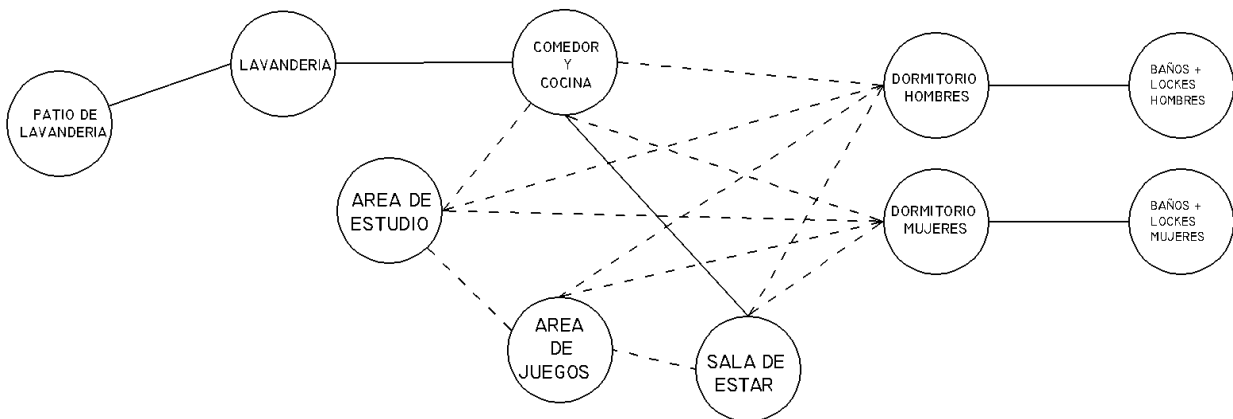 PATIO DE
LAVANDERIA
LAVANDERIA
COMEDOR
Y
COCINA
DORMITORIO
HOMBRES
BAÑOS +
LOCKES
HOMBRES
AREA DE
ESTUDIO
DORMITORIO
MUJERES
BAÑOS +
LOCKES
MUJERES
AREA
DE
JUEGOS
SALA DE
ESTAR